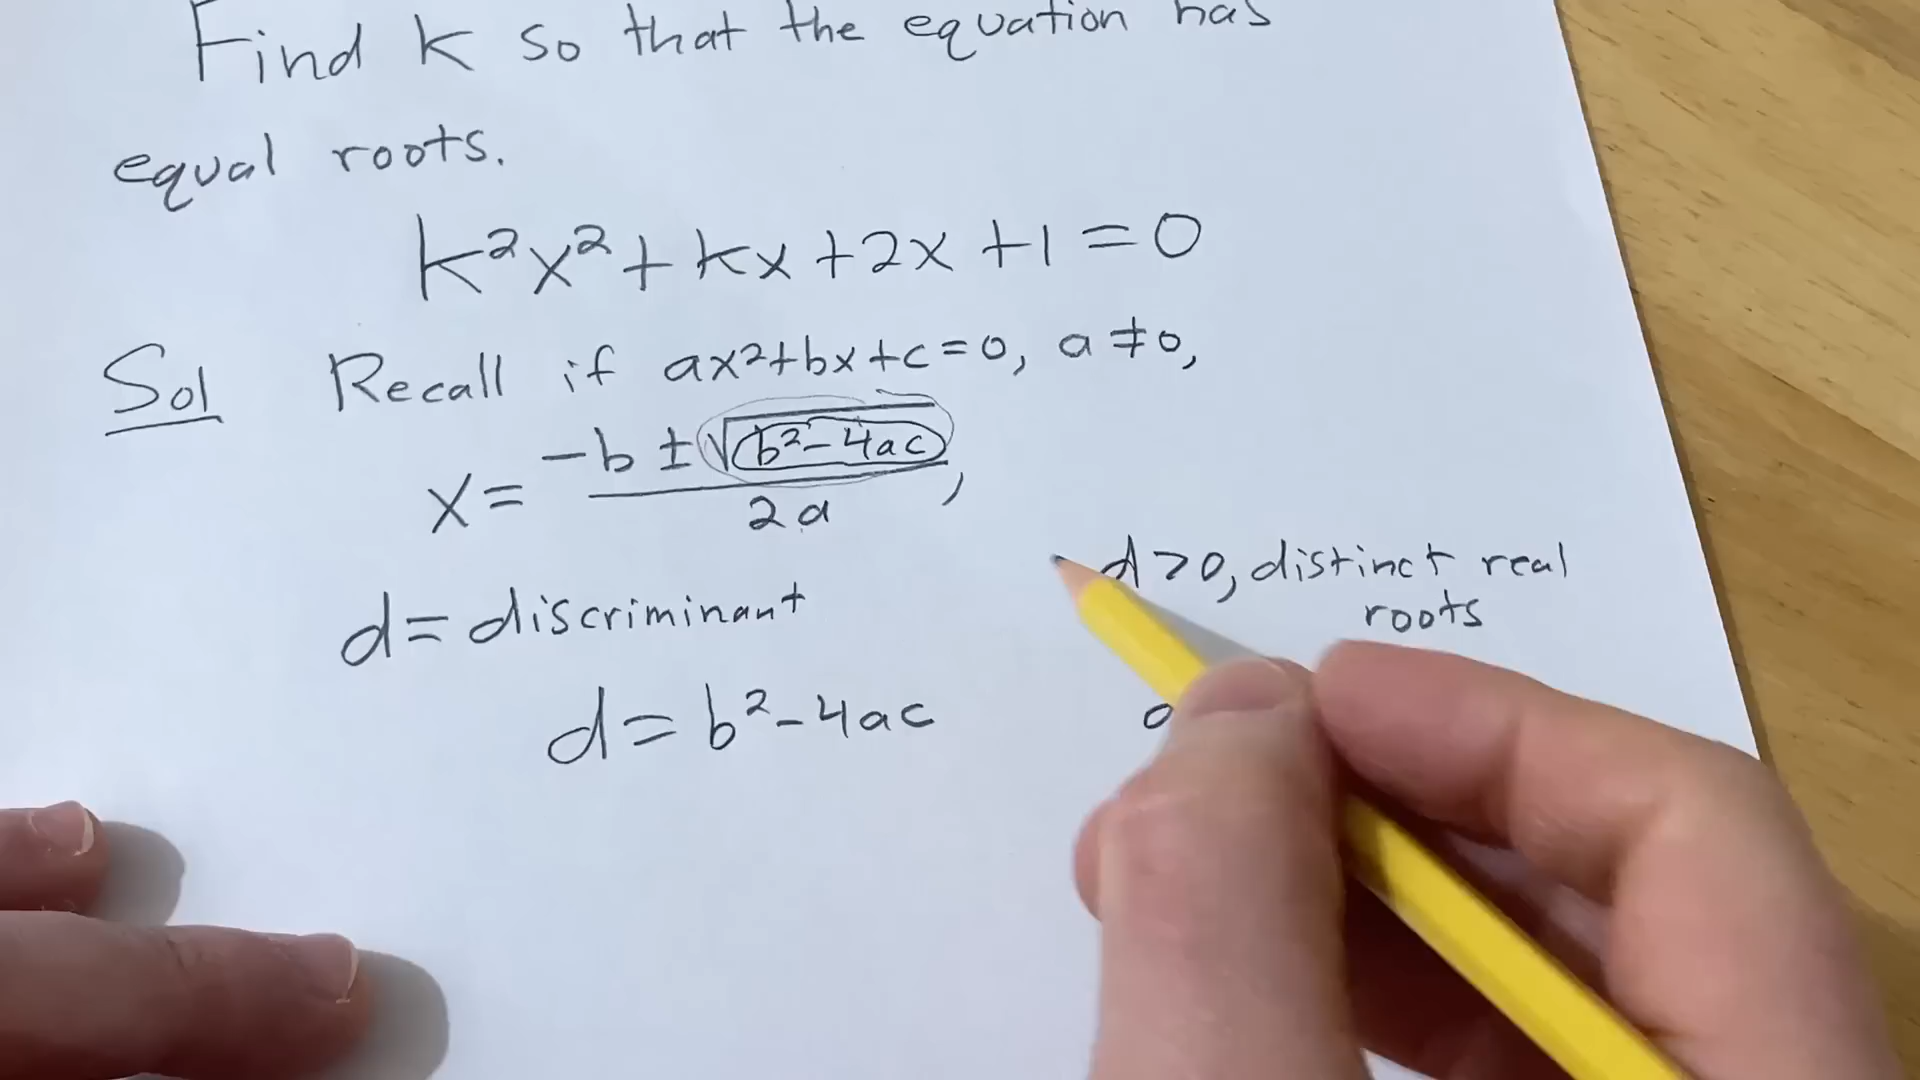 Find k so that the equation has
equal roots.
k²x² + kx + 2x + 1 = 0
Sol Recall if ax²+bx+c=0, a≠0,
x = (-b ± √(b²-4ac)) / 2a,
d = discriminant
d = b²-4ac
d>0, distinct real
roots